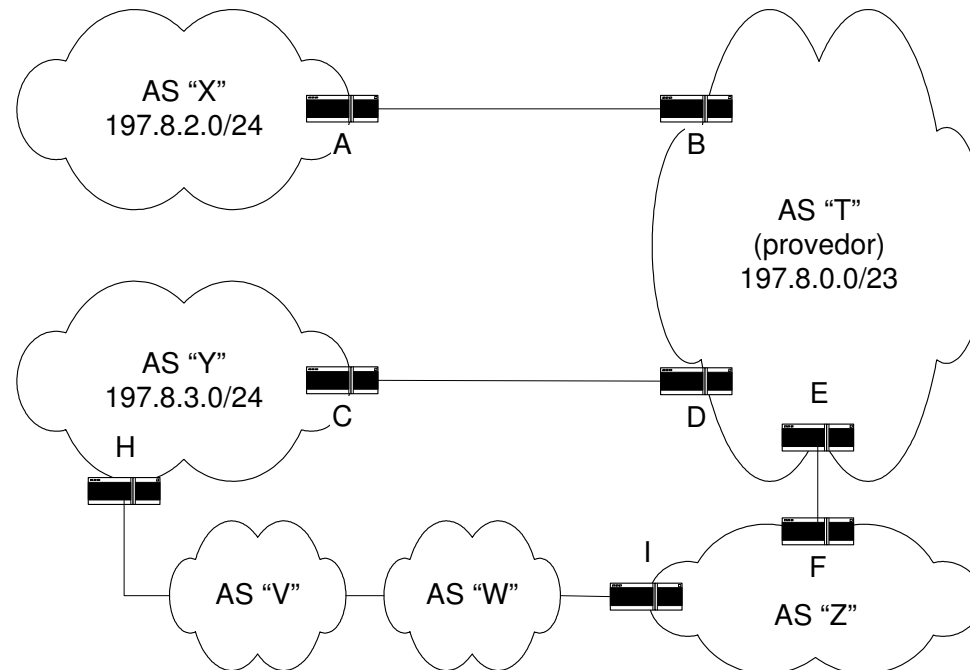 AS “X”
197.8.2.0/24
A
B
AS “T”
(provedor)
197.8.0.0/23
AS “Y”
197.8.3.0/24
C
D
E
H
F
I
AS “V”
AS “W”
AS “Z”